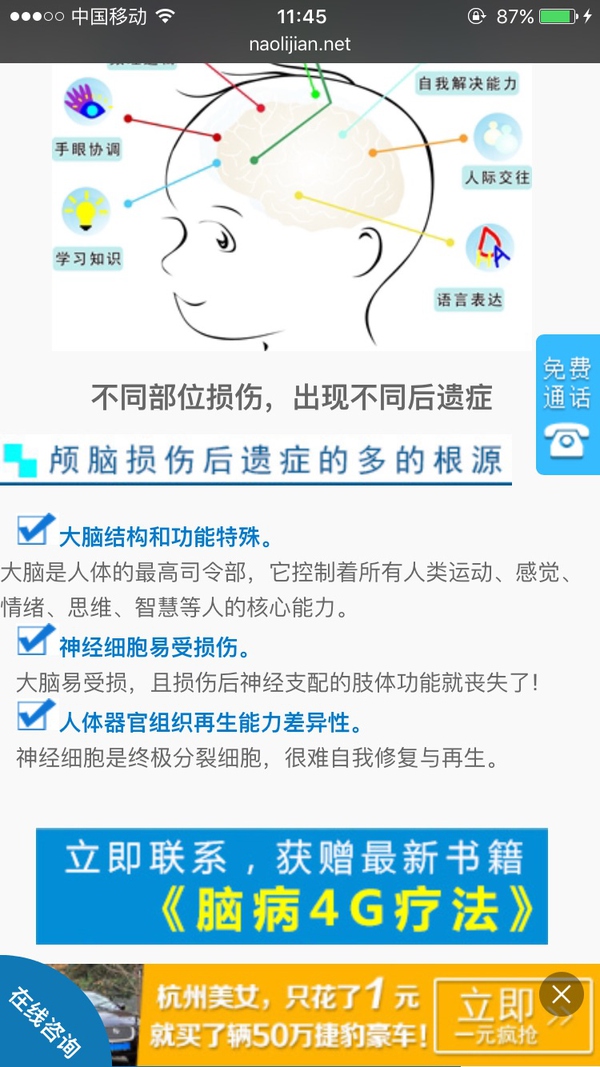 中国移动
11:45
87%
naolijian.net
自我解决能力
手眼协调
人际交往
学习知识
语言表达
不同部位损伤，出现不同后遗症
免费
通话
颅脑损伤后遗症的多的根源
大脑结构和功能特殊。
大脑是人体的最高司令部，它控制着所有人类运动、感觉、
情绪、思维、智慧等人的核心能力。
神经细胞易受损伤。
大脑易受损，且损伤后神经支配的肢体功能就丧失了!
人体器官组织再生能力差异性。
神经细胞是终极分裂细胞，很难自我修复与再生。
立即联系，获赠最新书籍
《脑病4G疗法》
在线咨询
杭州美女，只花了1元
就买了辆50万捷豹豪车!
立即
一元疯抢